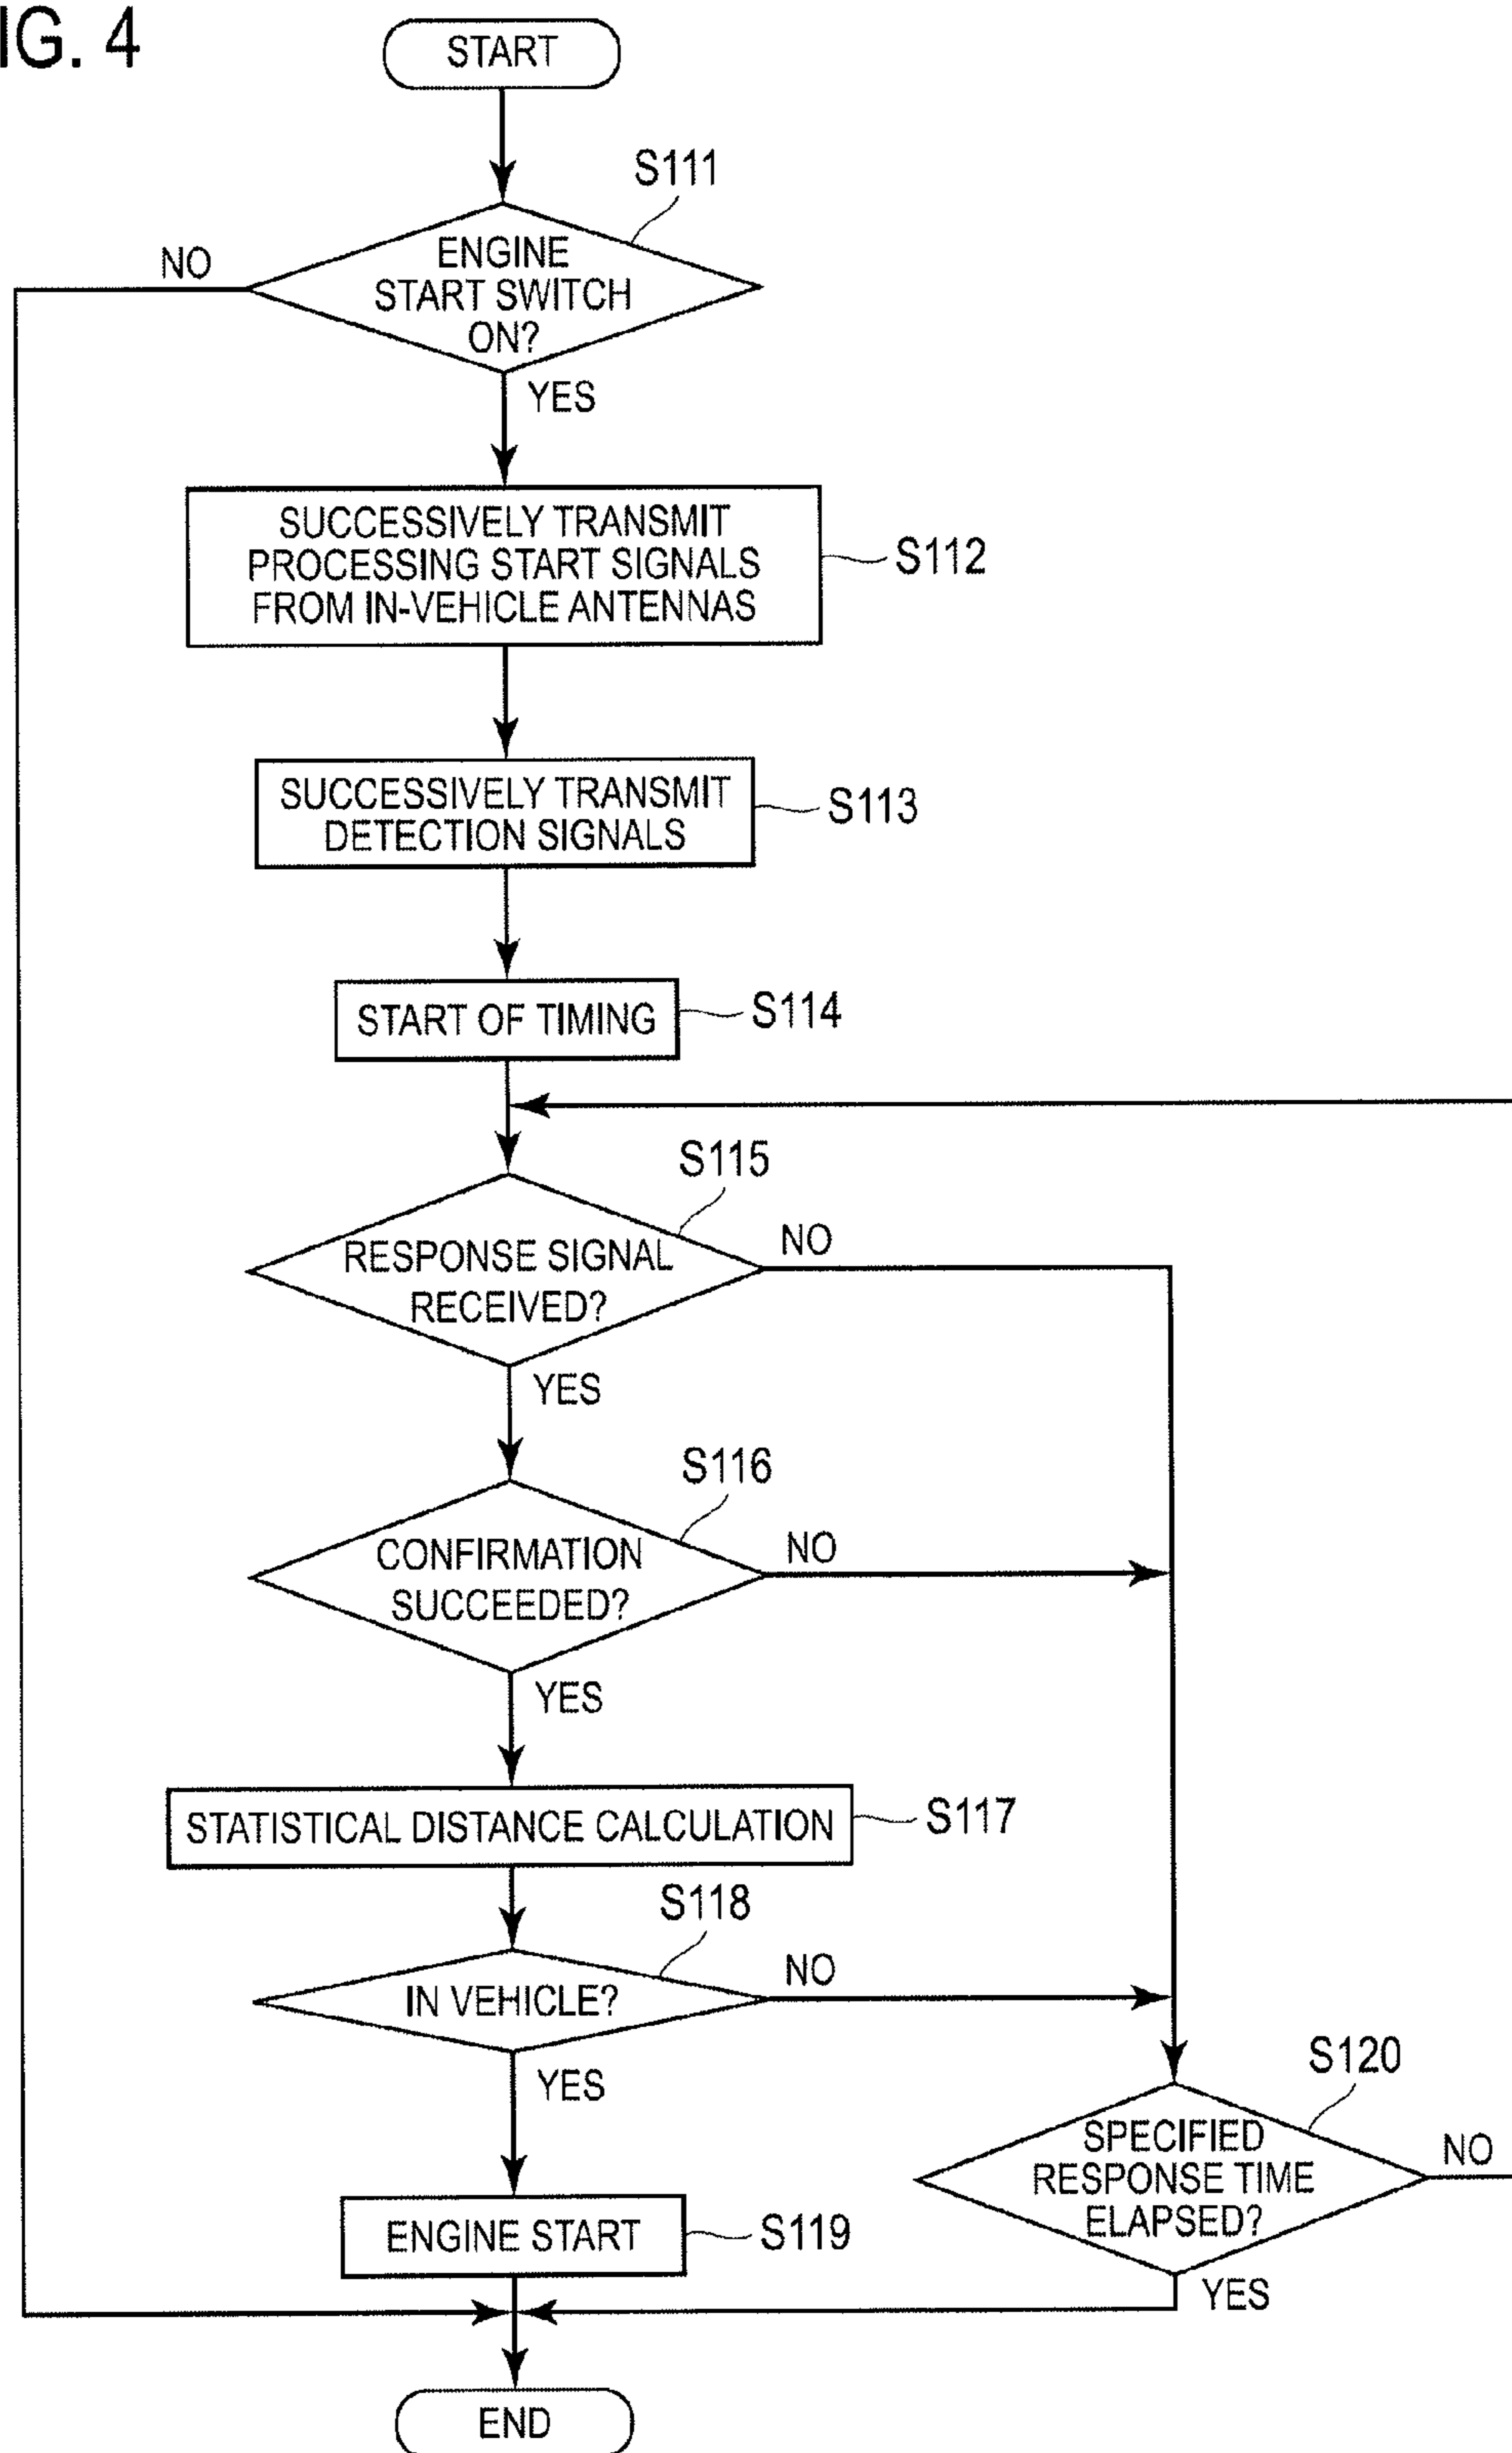 IG. 4
START
S111
ENGINE
START SWITCH
ON?
NO
YES
SUCCESSIVELY TRANSMIT
PROCESSING START SIGNALS
FROM IN-VEHICLE ANTENNAS
S112
SUCCESSIVELY TRANSMIT
DETECTION SIGNALS
S113
START OF TIMING
S114
S115
RESPONSE SIGNAL
RECEIVED?
NO
YES
S116
CONFIRMATION
SUCCEEDED?
NO
YES
STATISTICAL DISTANCE CALCULATION
S117
S118
IN VEHICLE?
NO
YES
S120
SPECIFIED
RESPONSE TIME
ELAPSED?
NO
YES
ENGINE START
S119
END